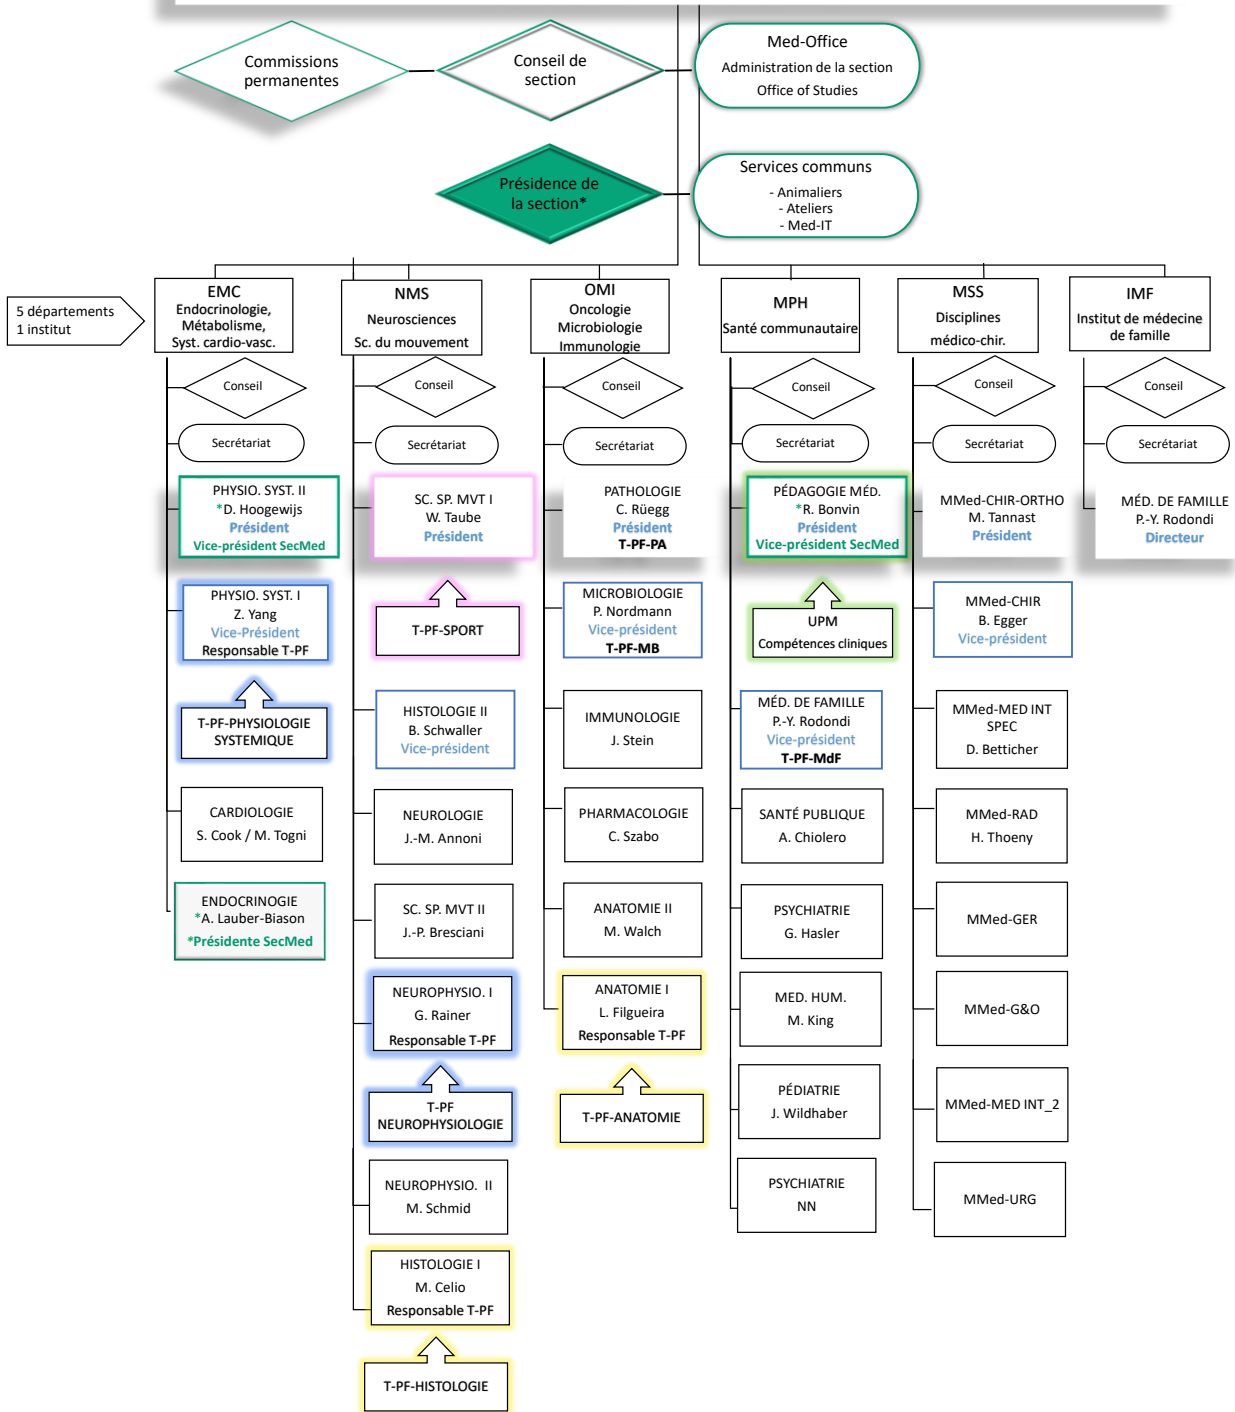 Commissions
permanentes
Conseil de
section
Med-Office
Administration de la section
Office of Studies
Présidence de
la section*
Services communs
- Animaliers
- Ateliers
- Med-IT
5 départements
1 institut
EMC
Endocrinologie,
Métabolisme,
Syst. cardio-vasc.
NMS
Neurosciences
Sc. du mouvement
OMI
Oncologie
Microbiologie
Immunologie
MPH
Santé communautaire
MSS
Disciplines
médico-chir.
IMF
Institut de médecine
de famille
Conseil
Secrétariat
PHYSIO. SYST. II
*D. Hoogewijs
Président
Vice-président SecMed
PHYSIO. SYST. I
Z. Yang
Vice-Président
Responsable T-PF
T-PF-PHYSIOLOGIE
SYSTEMIQUE
CARDIOLOGIE
S. Cook / M. Togni
ENDOCRINOGIE
*A. Lauber-Biason
*Présidente SecMed
Conseil
Secrétariat
SC. SP. MVT I
W. Taube
Président
T-PF-SPORT
HISTOLOGIE II
B. Schwaller
Vice-président
NEUROLOGIE
J.-M. Annoni
SC. SP. MVT II
J.-P. Bresciani
NEUROPHYSIO. I
G. Rainer
Responsable T-PF
T-PF
NEUROPHYSIOLOGIE
NEUROPHYSIO. II
M. Schmid
HISTOLOGIE I
M. Celio
Responsable T-PF
T-PF-HISTOLOGIE
Conseil
Secrétariat
PATHOLOGIE
C. Rüegg
Président
T-PF-PA
MICROBIOLOGIE
P. Nordmann
Vice-président
T-PF-MB
IMMUNOLOGIE
J. Stein
PHARMACOLOGIE
C. Szabo
ANATOMIE II
M. Walch
ANATOMIE I
L. Filgueira
Responsable T-PF
T-PF-ANATOMIE
Conseil
Secrétariat
PÉDAGOGIE MÉD.
*R. Bonvin
Président
Vice-président SecMed
UPM
Compétences cliniques
MÉD. DE FAMILLE
P.-Y. Rodondi
Vice-président
T-PF-MdF
SANTÉ PUBLIQUE
A. Chiolero
PSYCHIATRIE
G. Hasler
MED. HUM.
M. King
PÉDIATRIE
J. Wildhaber
PSYCHIATRIE
NN
Conseil
Secrétariat
MMed-CHIR-ORTHO
M. Tannast
Président
MMed-CHIR
B. Egger
Vice-président
MMed-MED INT
SPEC
D. Betticher
MMed-RAD
H. Thoeny
MMed-GER
MMed-G&O
MMed-MED INT_2
MMed-URG
Conseil
Secrétariat
MÉD. DE FAMILLE
P.-Y. Rodondi
Directeur